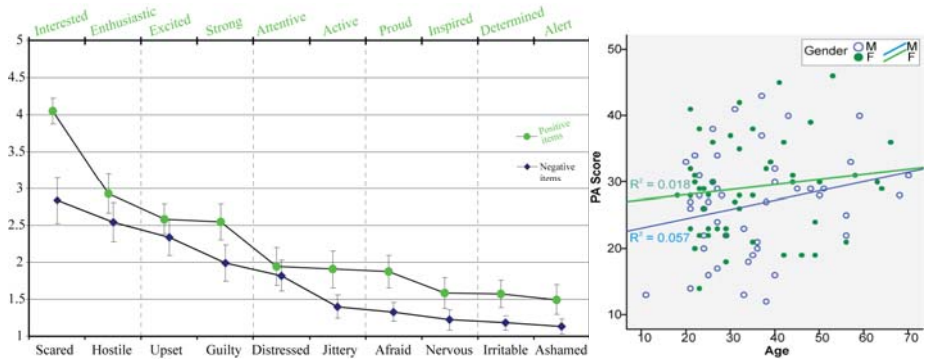 Interested Enthusiastic Excited Strong Attentive Active Proud Inspired Determined Alert
5
4.5
4
3.5
3
2.5
2
1.5
1
Positive
items
Negative
items
Scared Hostile Upset Guilty Distressed Jittery Afraid Nervous Irritable Ashamed
Gender M M
F F
50
40
30
20
10
PA Score
R² = 0.018
R² = 0.057
10 20 30 40 50 60 70
Age